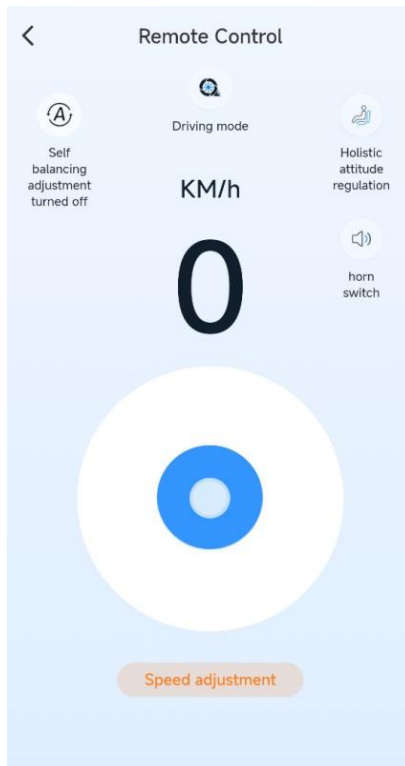 Remote Control
Driving mode
A
Self
balancing
adjustment
turned off
Holistic
attitude
regulation
KM/h
0
horn
switch
Speed adjustment